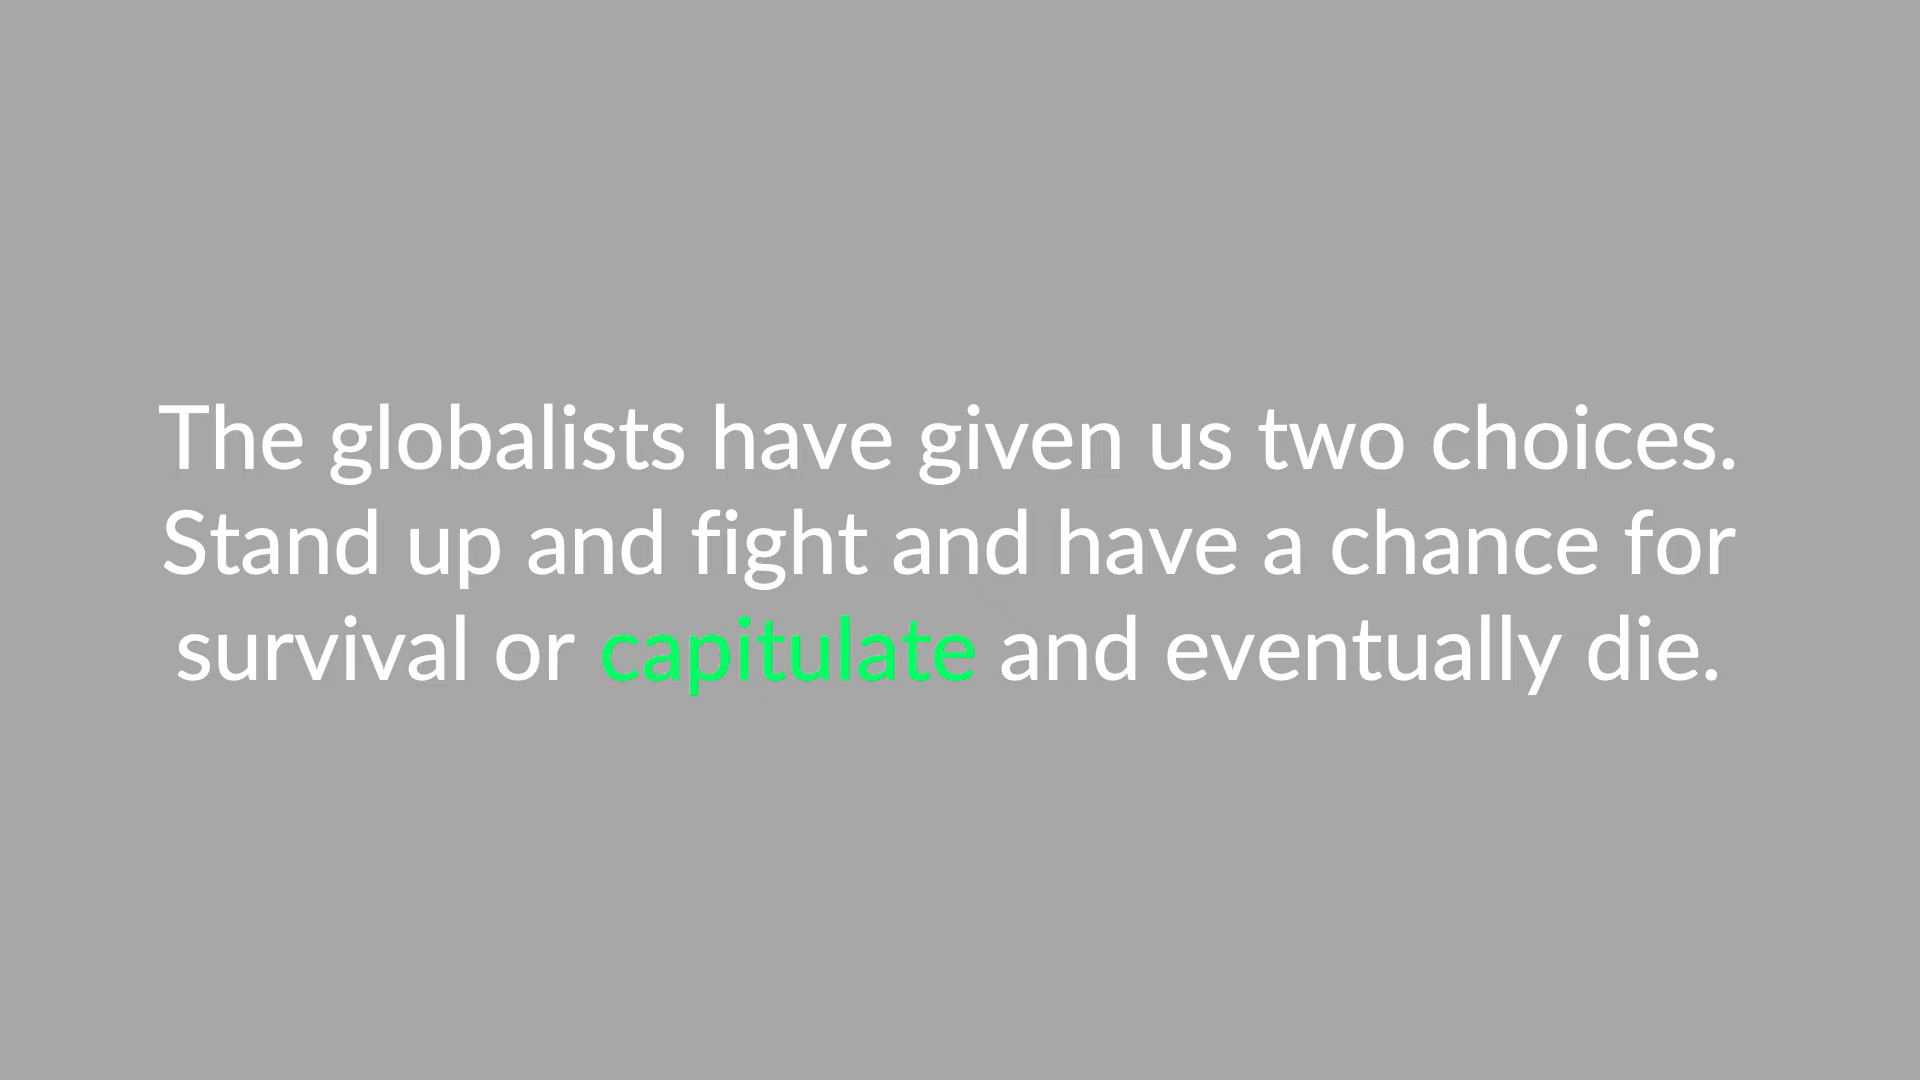 The globalists have given us two choices.
Stand up and fight and have a chance for
survival or capitulate and eventually die.